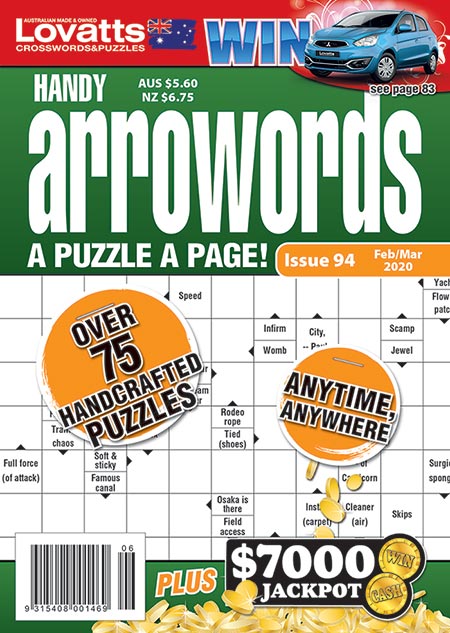 AUSTRALIAN MADE & OWNED
Lovatts
CROSSWORDS&PUZZLES
WIN
see page 83
HANDY
AUS $5.60
NZ $6.75
arrowords
A PUZZLE A PAGE!
Issue 94
Feb/Mar
2020
Speed
Infirm
Womb
City,
Scamp
Jewel
OVER
75
HANDCRAFTED
PUZZLES
ANYTIME,
ANYWHERE
Rodeo
rope
Tied
(shoes)
chaos
Full force
(of attack)
Soft &
sticky
Famous
canal
of
Osaka is
there
Field
access
(carpet)
Cleaner
(air)
Skips
06
9 315408 001469
PLUS
$7000
JACKPOT
WIN
CASH